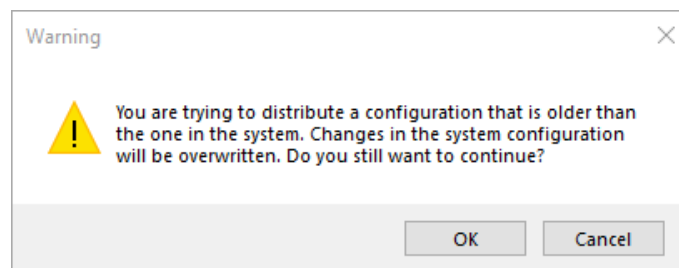 Warning
You are trying to distribute a configuration that is older than
the one in the system. Changes in the system configuration
will be overwritten. Do you still want to continue?
OK
Cancel